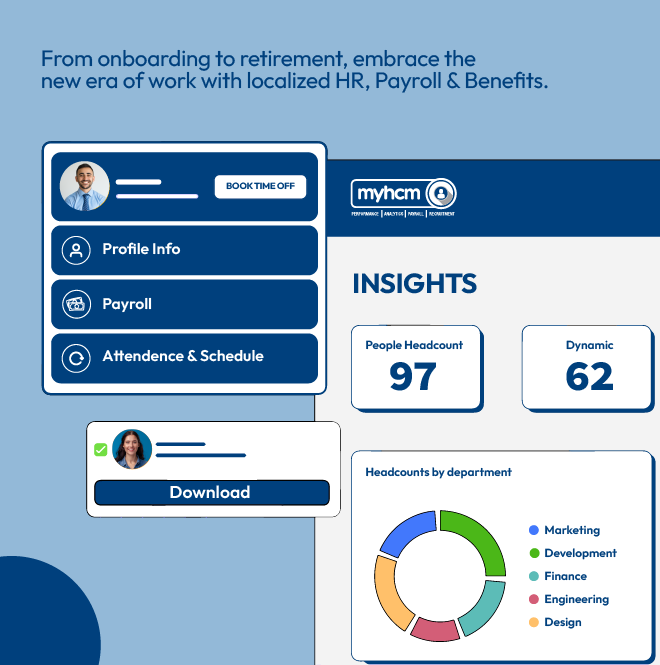 From onboarding to retirement, embrace the
new era of work with localized HR, Payroll & Benefits.
BOOK TIME OFF
Profile Info
Payroll
Attendence & Schedule
Download
myhcm
PERFORMANCE | ANALYTICS | PAYROLL | RECRUITMENT
INSIGHTS
People Headcount
97
Dynamic
62
Headcounts by department
Marketing
Development
Finance
Engineering
Design